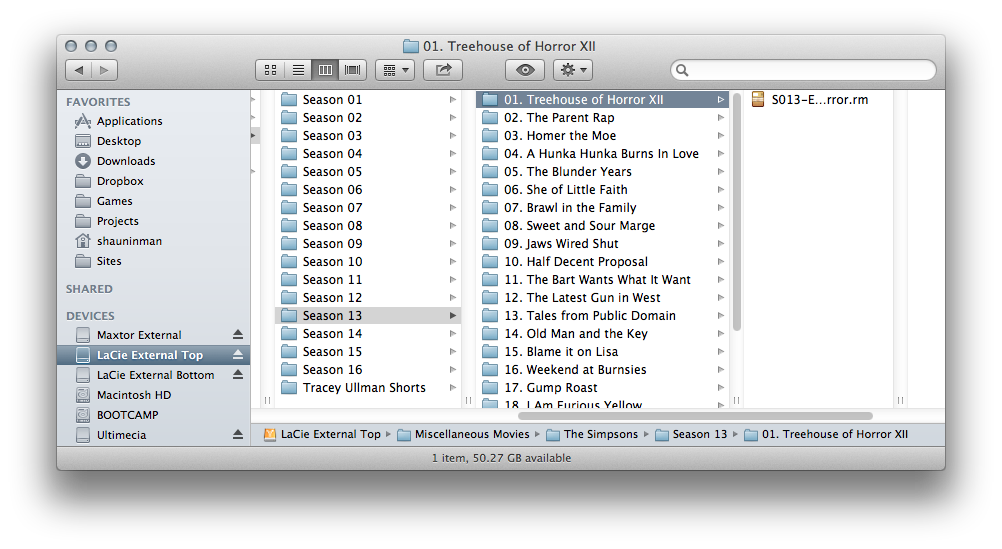 01. Treehouse of Horror XII
FAVORITES
Applications
Desktop
Downloads
Dropbox
Games
Projects
shauninman
Sites
SHARED
DEVICES
Maxtor External
LaCie External Top
LaCie External Bottom
Macintosh HD
BOOTCAMP
Ultimecia
Season 01
Season 02
Season 03
Season 04
Season 05
Season 06
Season 07
Season 08
Season 09
Season 10
Season 11
Season 12
Season 13
Season 14
Season 15
Season 16
Tracey Ullman Shorts
01. Treehouse of Horror XII
02. The Parent Rap
03. Homer the Moe
04. A Hunka Hunka Burns In Love
05. The Blunder Years
06. She of Little Faith
07. Brawl in the Family
08. Sweet and Sour Marge
09. Jaws Wired Shut
10. Half Decent Proposal
11. The Bart Wants What It Want
12. The Latest Gun in West
13. Tales from Public Domain
14. Old Man and the Key
15. Blame it on Lisa
16. Weekend at Burnsies
17. Gump Roast
18. I Am Furious Yellow
S013-E...rror.rm
LaCie External Top Miscellaneous Movies The Simpsons Season 13 01. Treehouse of Horror XII
1 item, 50.27 GB available